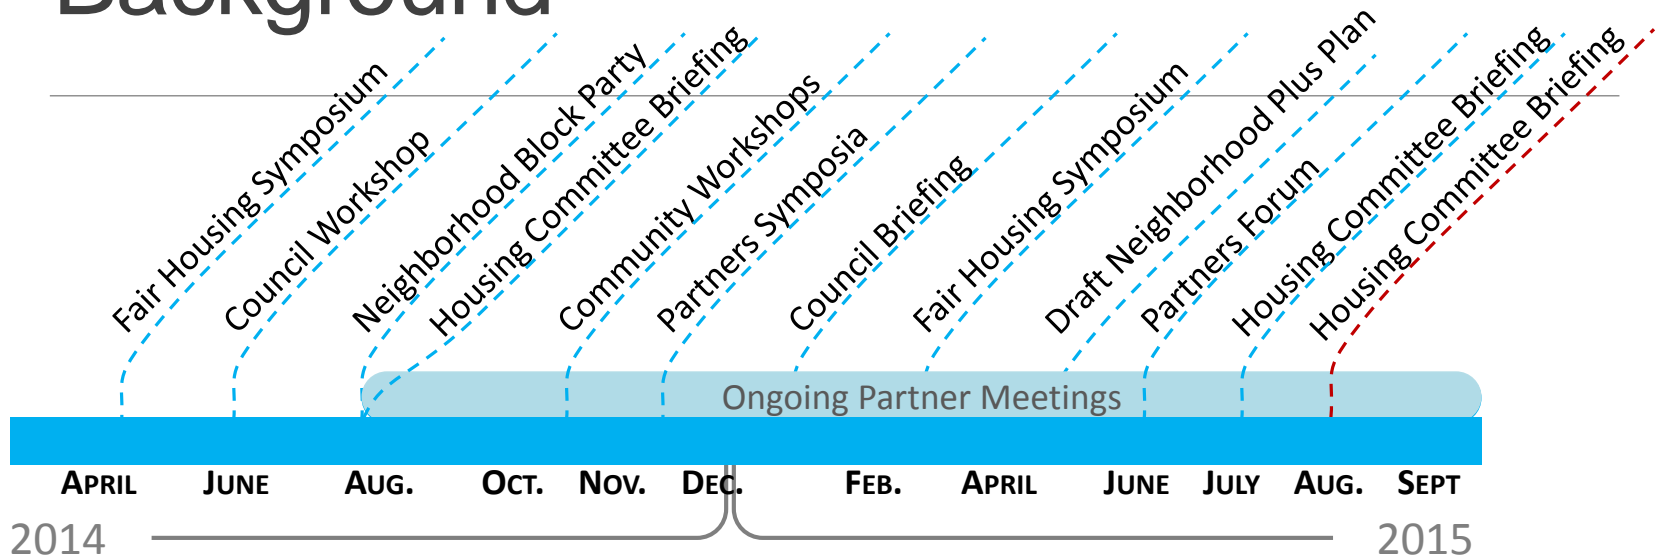 Background
Fair Housing Symposium
Council Workshop
Neighborhood Block Party
Housing Committee Briefing
Community Workshops
Partners Symposia
Council Briefing
Fair Housing Symposium
Draft Neighborhood Plus Plan
Partners Forum
Housing Committee Briefing
Housing Committee Briefing
Ongoing Partner Meetings
APRIL JUNE AUG. OCT. NOV. DEC. FEB. APRIL JUNE JULY AUG. SEPT
2014 2015